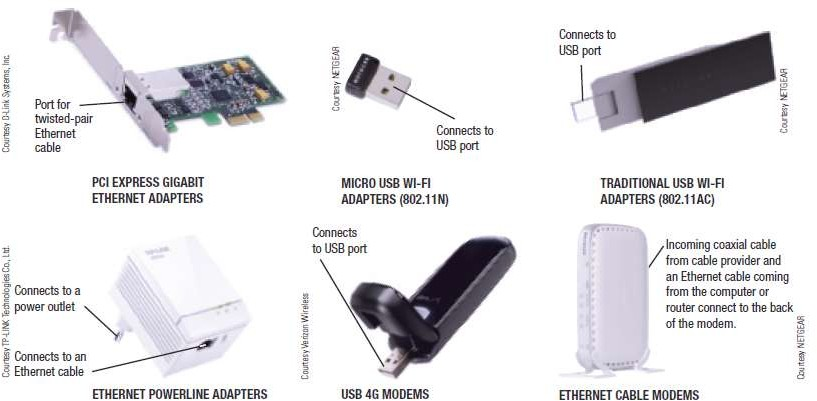 Courtesy D-Link Systems, Inc.
Port for
twisted-pair
Ethernet
cable
PCI EXPRESS GIGABIT
ETHERNET ADAPTERS
Courtesy NETGEAR
Connects to
USB port
MICRO USB WI-FI
ADAPTERS (802.11N)
Connects to
USB port
Courtesy NETGEAR
TRADITIONAL USB WI-FI
ADAPTERS (802.11AC)
Courtesy TP-LINK Technologies Co., Ltd.
TP-LINK
Connects to a
power outlet
Connects to an
Ethernet cable
ETHERNET POWERLINE ADAPTERS
Courtesy Verizon Wireless
Connects
to USB port
USB 4G MODEMS
Incoming coaxial cable
from cable provider and
an Ethernet cable coming
from the computer or
router connect to the back
of the modem.
Courtesy NETGEAR
ETHERNET CABLE MODEMS